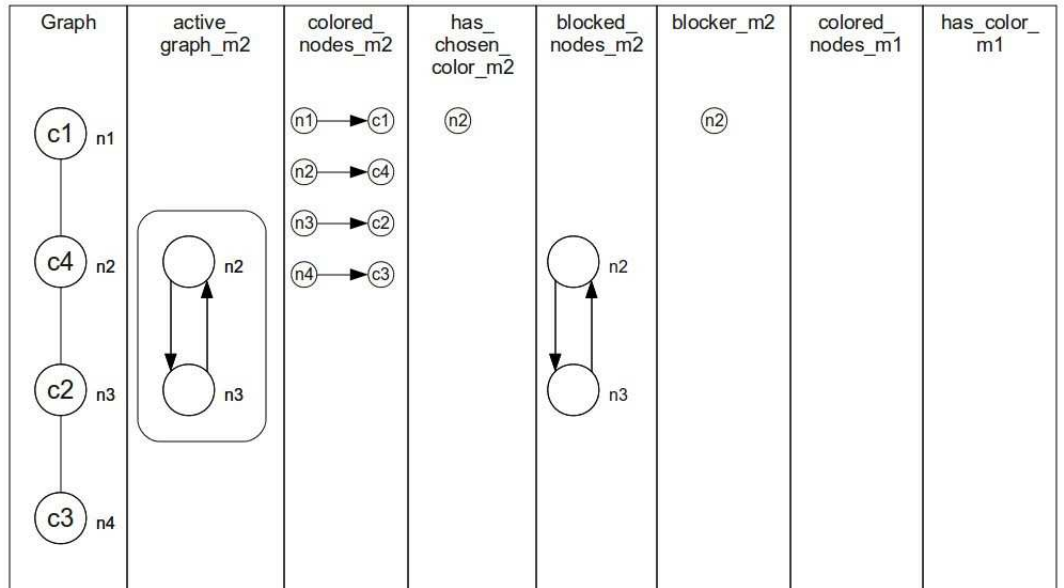 Graph
active_
graph_m2
colored_
nodes_m2
has_
chosen_
color_m2
blocked_
nodes_m2
blocker_m2
colored_
nodes_m1
has_color_
m1
c1 n1
n1 c1
n2
n2
n2 c4
n3 c2
c4 n2
n2
n4 c3
n2
c2 n3
n3
n3
c3 n4